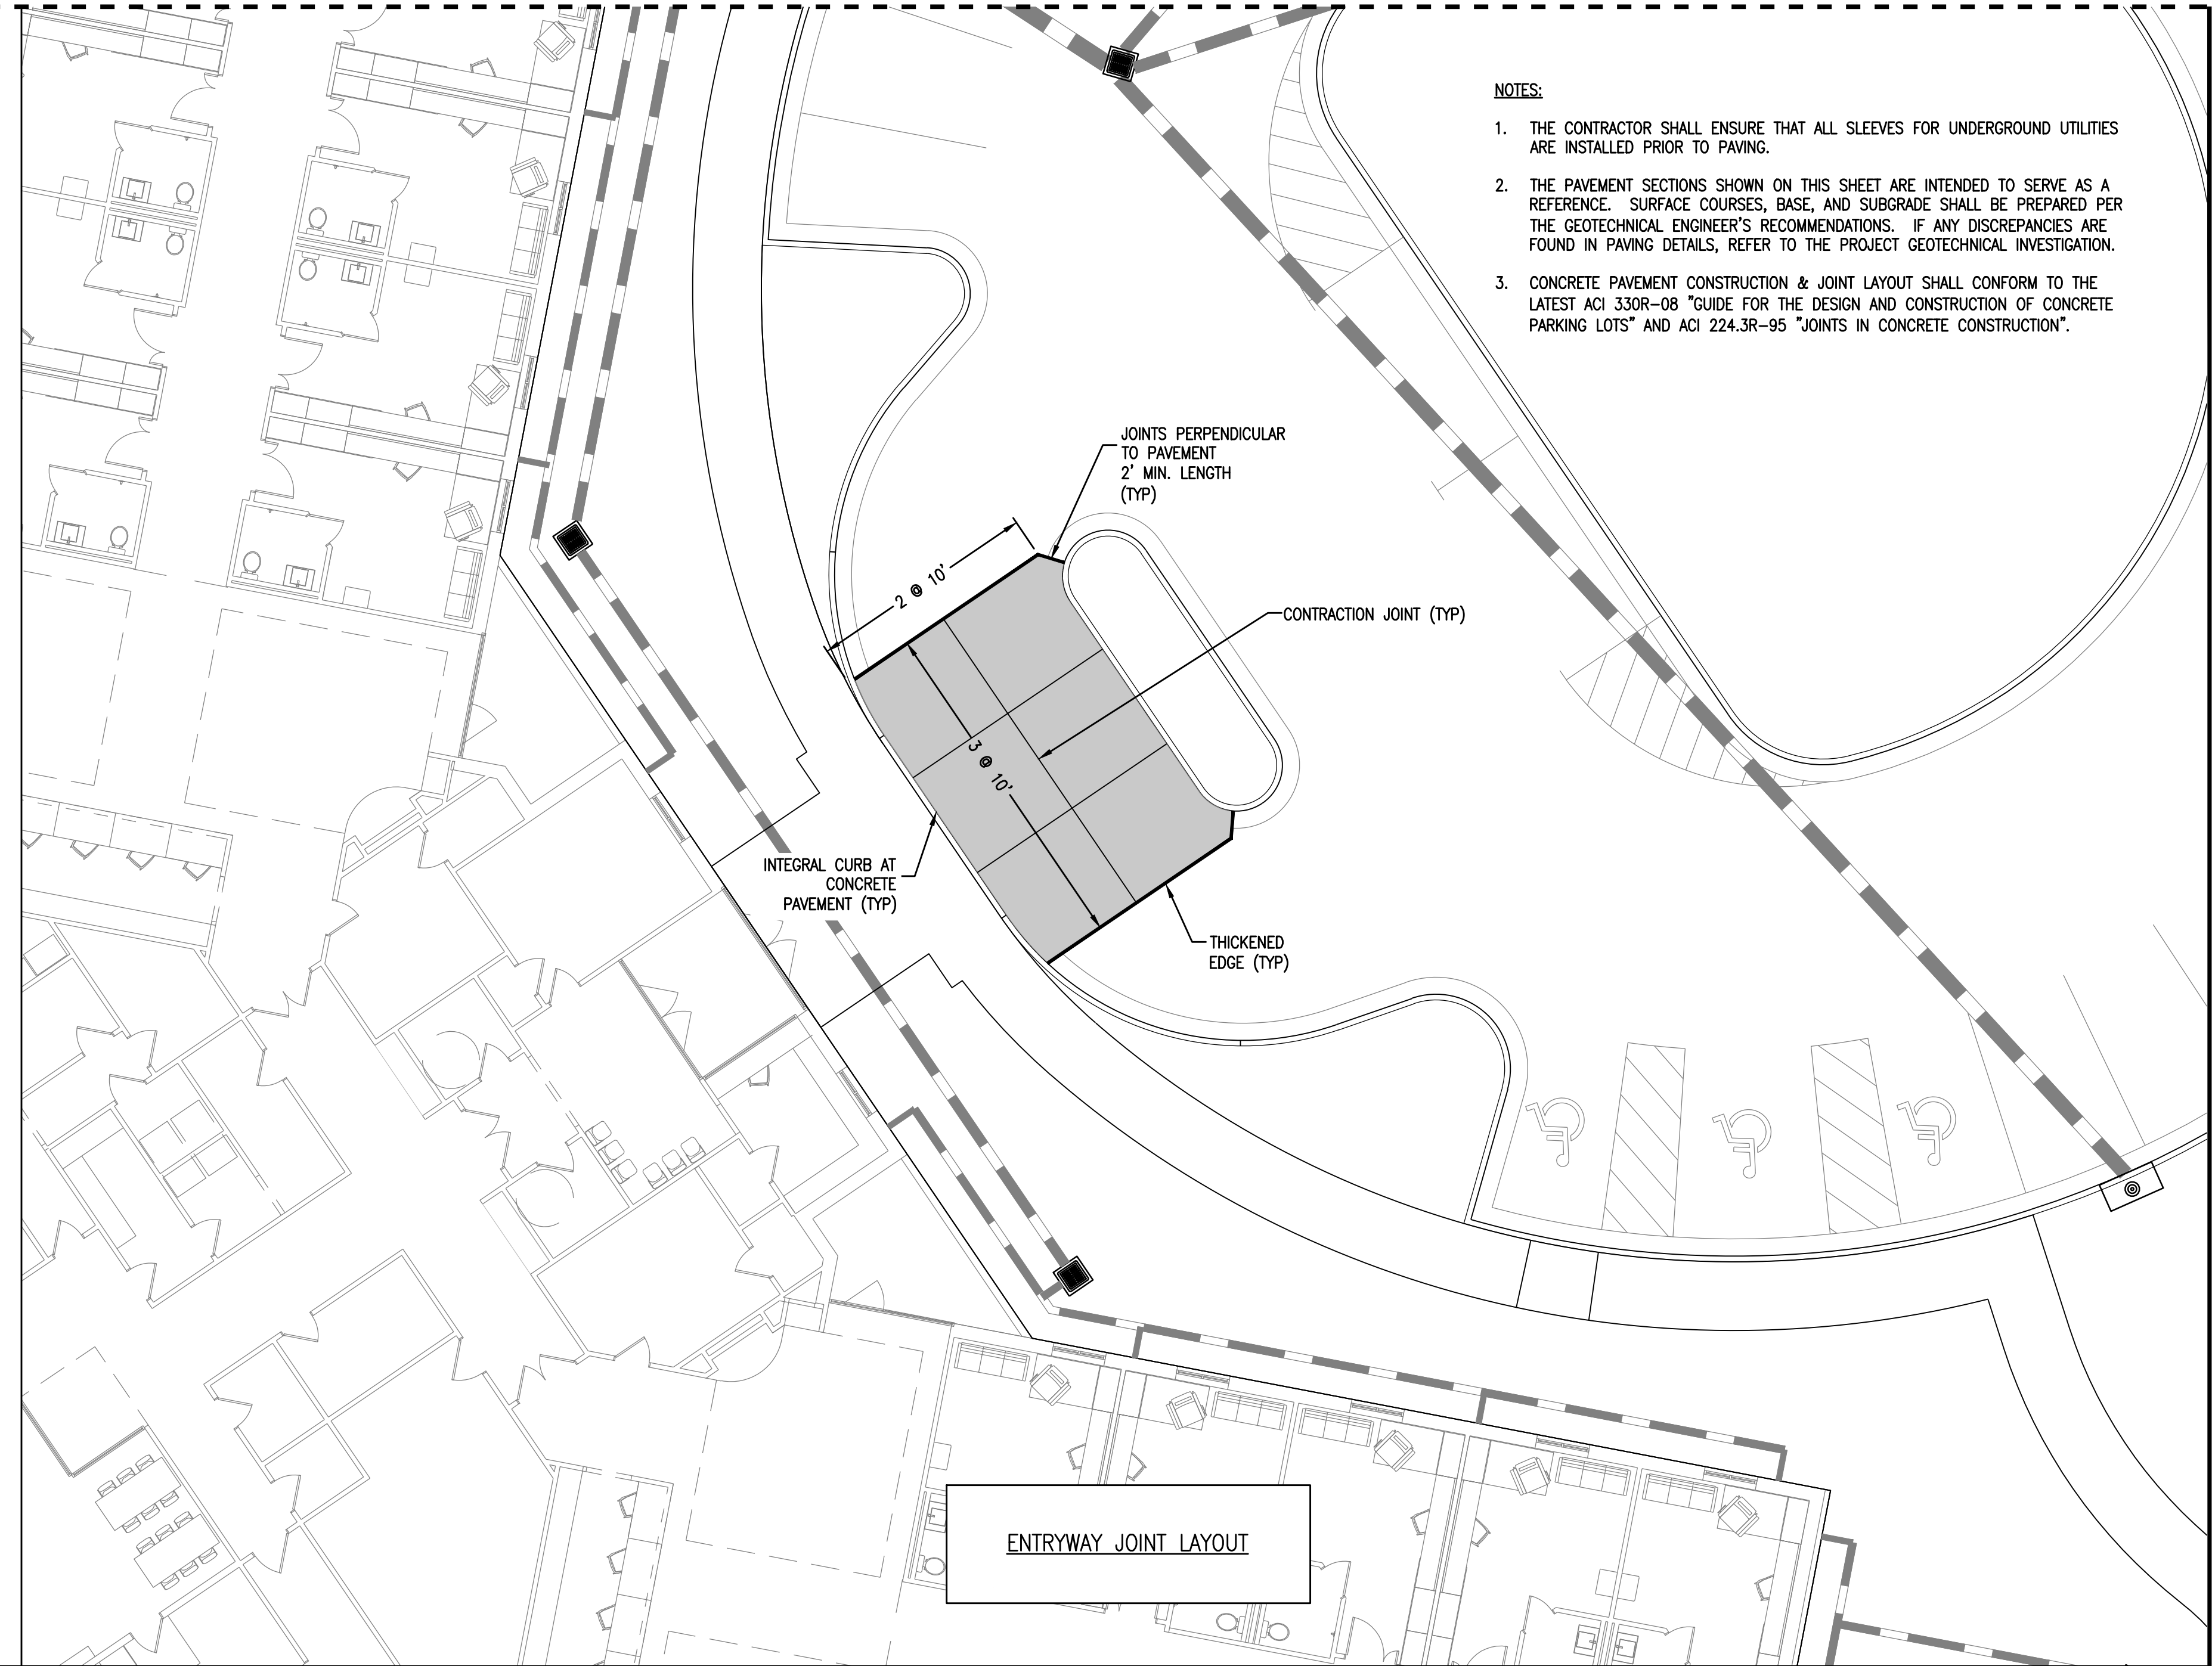 NOTES:
1. THE CONTRACTOR SHALL ENSURE THAT ALL SLEEVES FOR UNDERGROUND UTILITIES
ARE INSTALLED PRIOR TO PAVING.
2. THE PAVEMENT SECTIONS SHOWN ON THIS SHEET ARE INTENDED TO SERVE AS A
REFERENCE. SURFACE COURSES, BASE, AND SUBGRADE SHALL BE PREPARED PER
THE GEOTECHNICAL ENGINEER'S RECOMMENDATIONS. IF ANY DISCREPANCIES ARE
FOUND IN PAVING DETAILS, REFER TO THE PROJECT GEOTECHNICAL INVESTIGATION.
3. CONCRETE PAVEMENT CONSTRUCTION & JOINT LAYOUT SHALL CONFORM TO THE
LATEST ACI 330R-08 "GUIDE FOR THE DESIGN AND CONSTRUCTION OF CONCRETE
PARKING LOTS" AND ACI 224.3R-95 "JOINTS IN CONCRETE CONSTRUCTION".
JOINTS PERPENDICULAR
TO PAVEMENT
2' MIN. LENGTH
(TYP)
2 @ 10'
CONTRACTION JOINT (TYP)
3 @ 10'
INTEGRAL CURB AT
CONCRETE
PAVEMENT (TYP)
THICKENED
EDGE (TYP)
ENTRYWAY JOINT LAYOUT